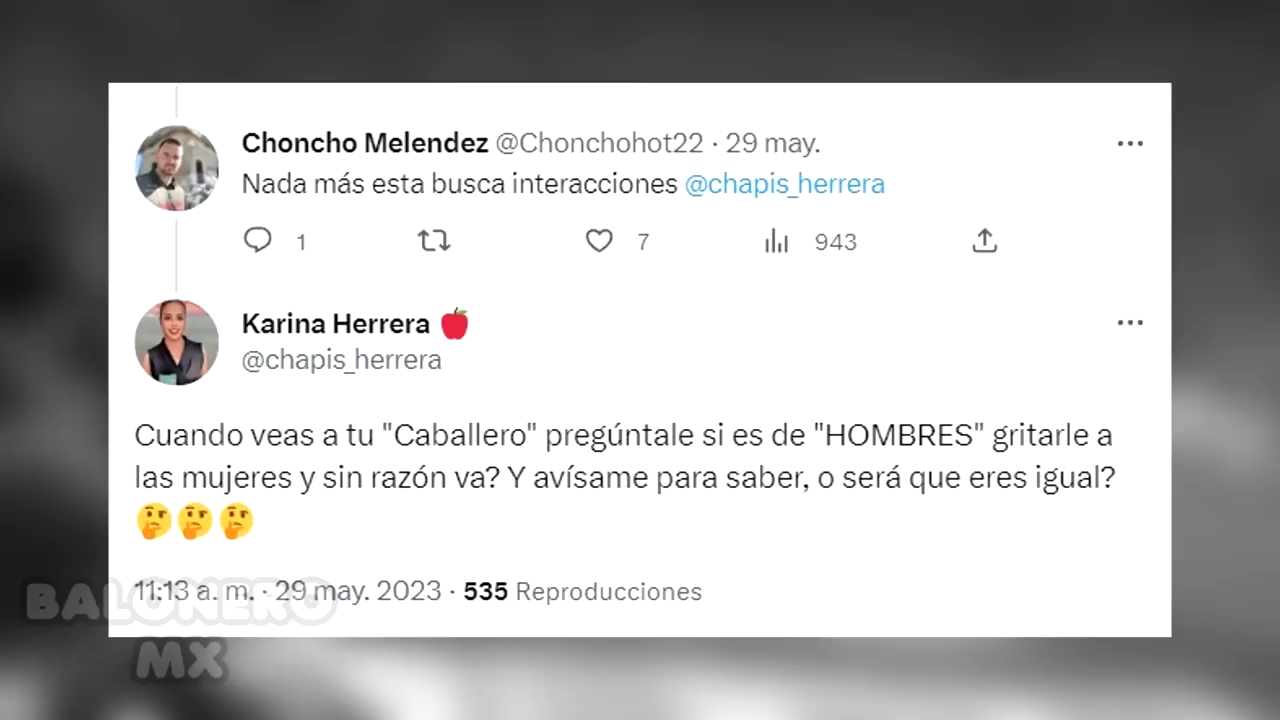 Choncho Melendez @Chonchohot22 · 29 may.
Nada más esta busca interacciones @chapis_herrera
1 7 943
Karina Herrera 🍎
@chapis_herrera
Cuando veas a tu "Caballero" pregúntale si es de "HOMBRES" gritarle a
las mujeres y sin razón va? Y avísame para saber, o será que eres igual?
🤔🤔🤔
11:13 a. m. · 29 may. 2023 · 535 Reproducciones
BALONERO
MX